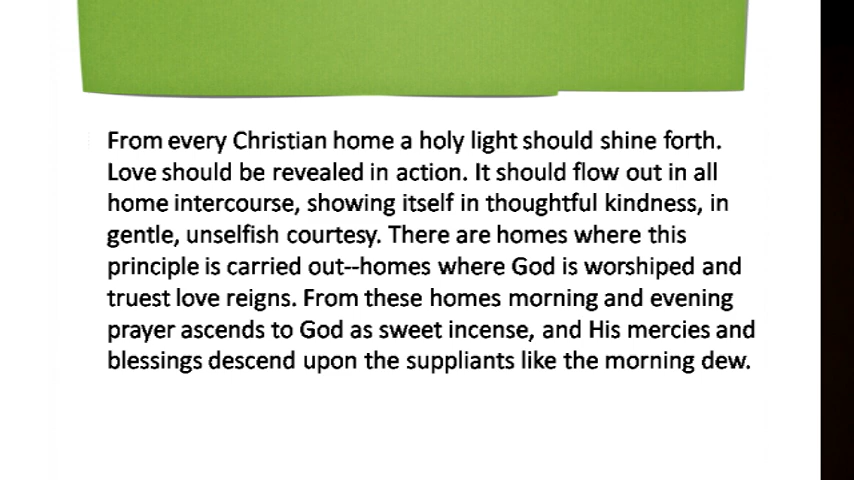 From every Christian home a holy light should shine forth.
Love should be revealed in action. It should flow out in all
home intercourse, showing itself in thoughtful kindness, in
gentle, unselfish courtesy. There are homes where this
principle is carried out--homes where God is worshiped and
truest love reigns. From these homes morning and evening
prayer ascends to God as sweet incense, and His mercies and
blessings descend upon the suppliants like the morning dew.